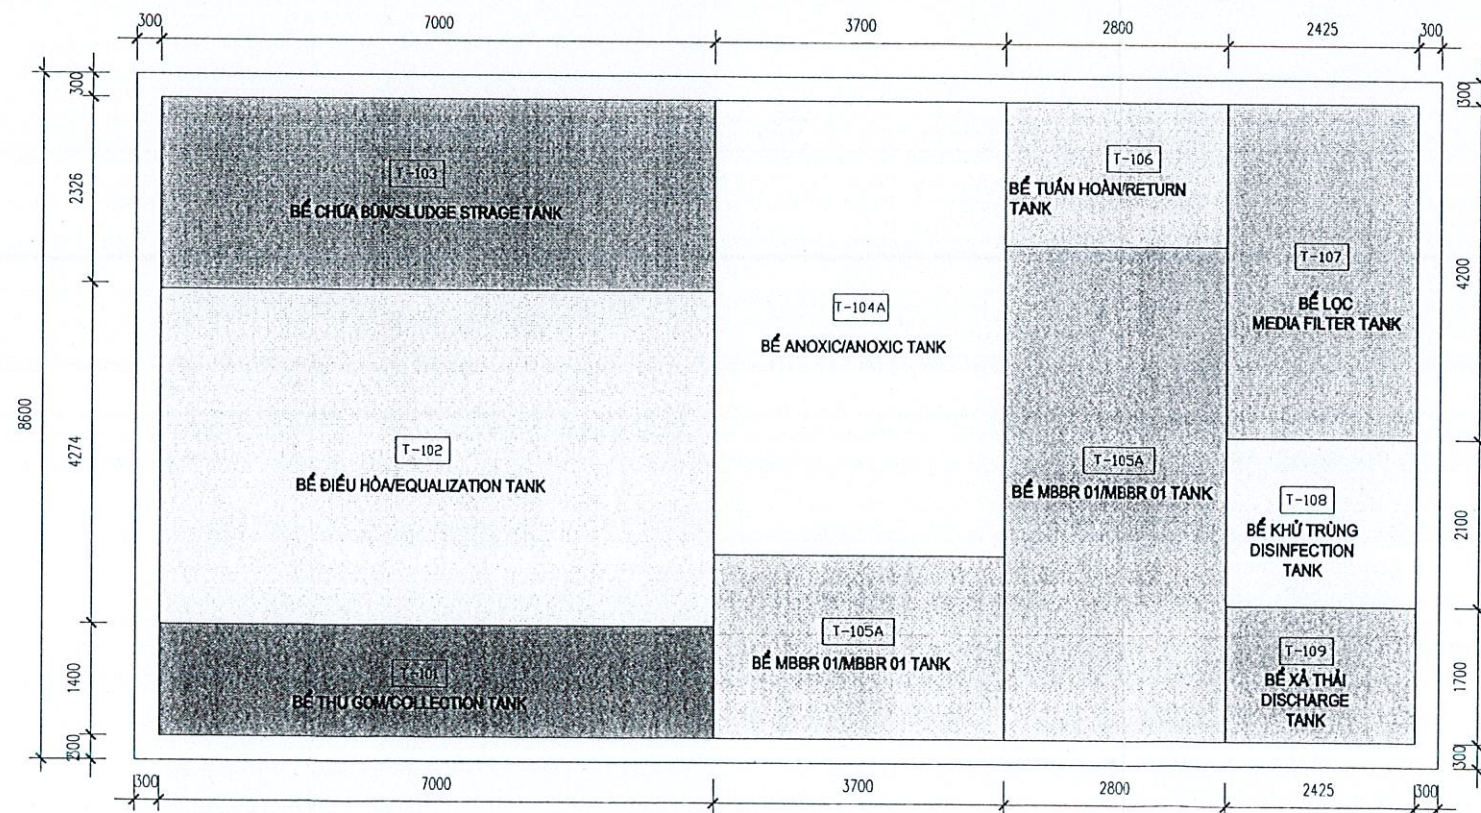 300
7000
3700
2800
2425
300
300
2326
4274
8600
1400
300
T-103
BỂ CHỨA BÙN/SLUDGE STRAGE TANK
T-102
BỂ ĐIỀU HÒA/EQUALIZATION TANK
T-101
BỂ THU GOM/COLLECTION TANK
T-104A
BỂ ANOXIC/ANOXIC TANK
T-105A
BỂ MBBR 01/MBBR 01 TANK
T-106
BỂ TUẦN HOÀN/RETURN
TANK
T-105A
BỂ MBBR 01/MBBR 01 TANK
T-107
BỂ LỌC
MEDIA FILTER TANK
T-108
BỂ KHỬ TRÙNG
DISINFECTION
TANK
T-109
BỂ XẢ THẢI
DISCHARGE
TANK
300
4200
2100
1700
300
300
7000
3700
2800
2425
300